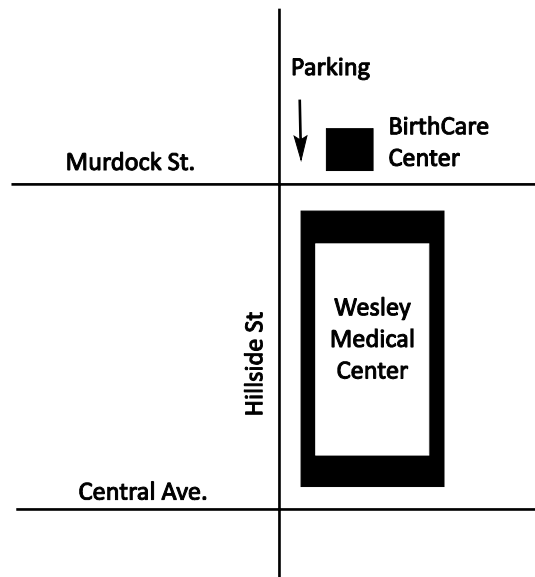 Parking
BirthCare
Center
Murdock St.
Wesley
Medical
Center
Hillside St
Central Ave.